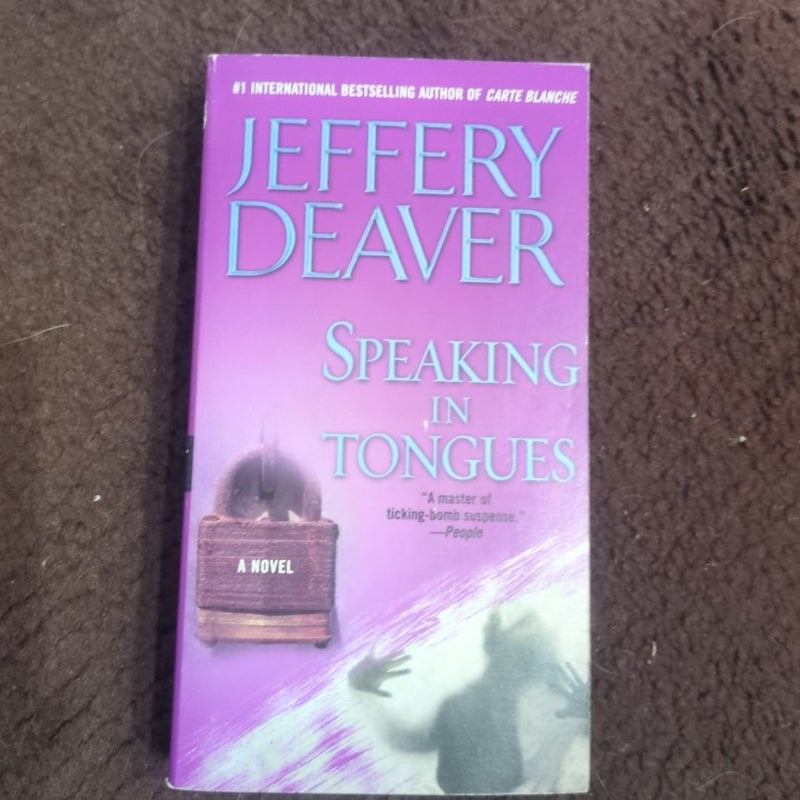 #1 INTERNATIONAL BESTSELLING AUTHOR OF CARTE BLANCHE
JEFFERY
DEAVER
SPEAKING
IN
TONGUES
"A master of
ticking-bomb suspense."
—People
A NOVEL